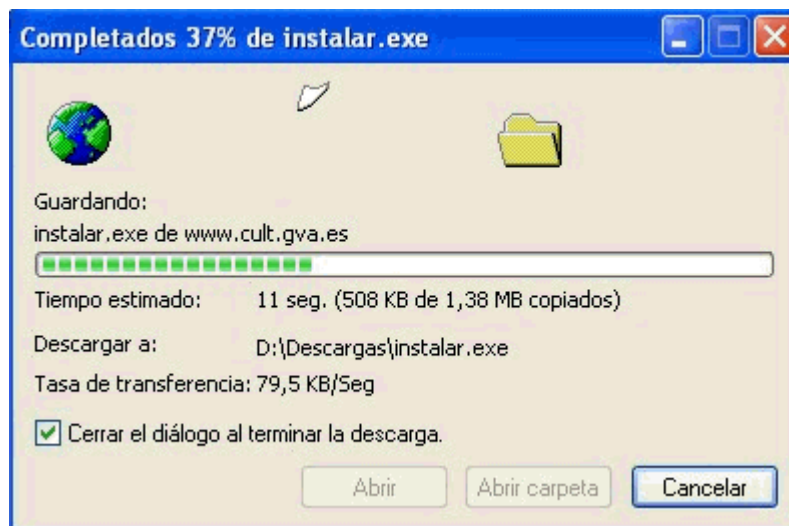 Completados 37% de instalar.exe
Guardando:
instalar.exe de www.cult.gva.es
Tiempo estimado: 11 seg. (508 KB de 1,38 MB copiados)
Descargar a: D:\Descargas\instalar.exe
Tasa de transferencia: 79,5 KB/Seg
Cerrar el diálogo al terminar la descarga.
Abrir Abrir carpeta Cancelar